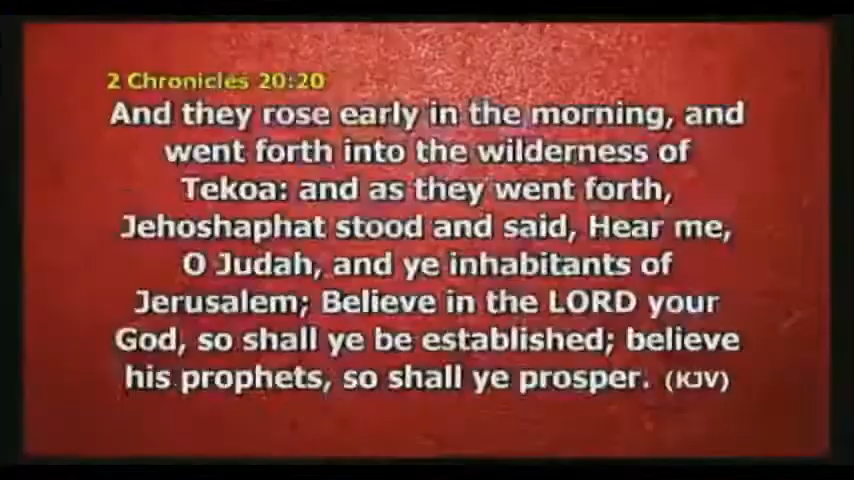 2 Chronicles 20:20
And they rose early in the morning, and
went forth into the wilderness of
Tekoa: and as they went forth,
Jehoshaphat stood and said, Hear me,
O Judah, and ye inhabitants of
Jerusalem; Believe in the LORD your
God, so shall ye be established; believe
his prophets, so shall ye prosper. (KJV)